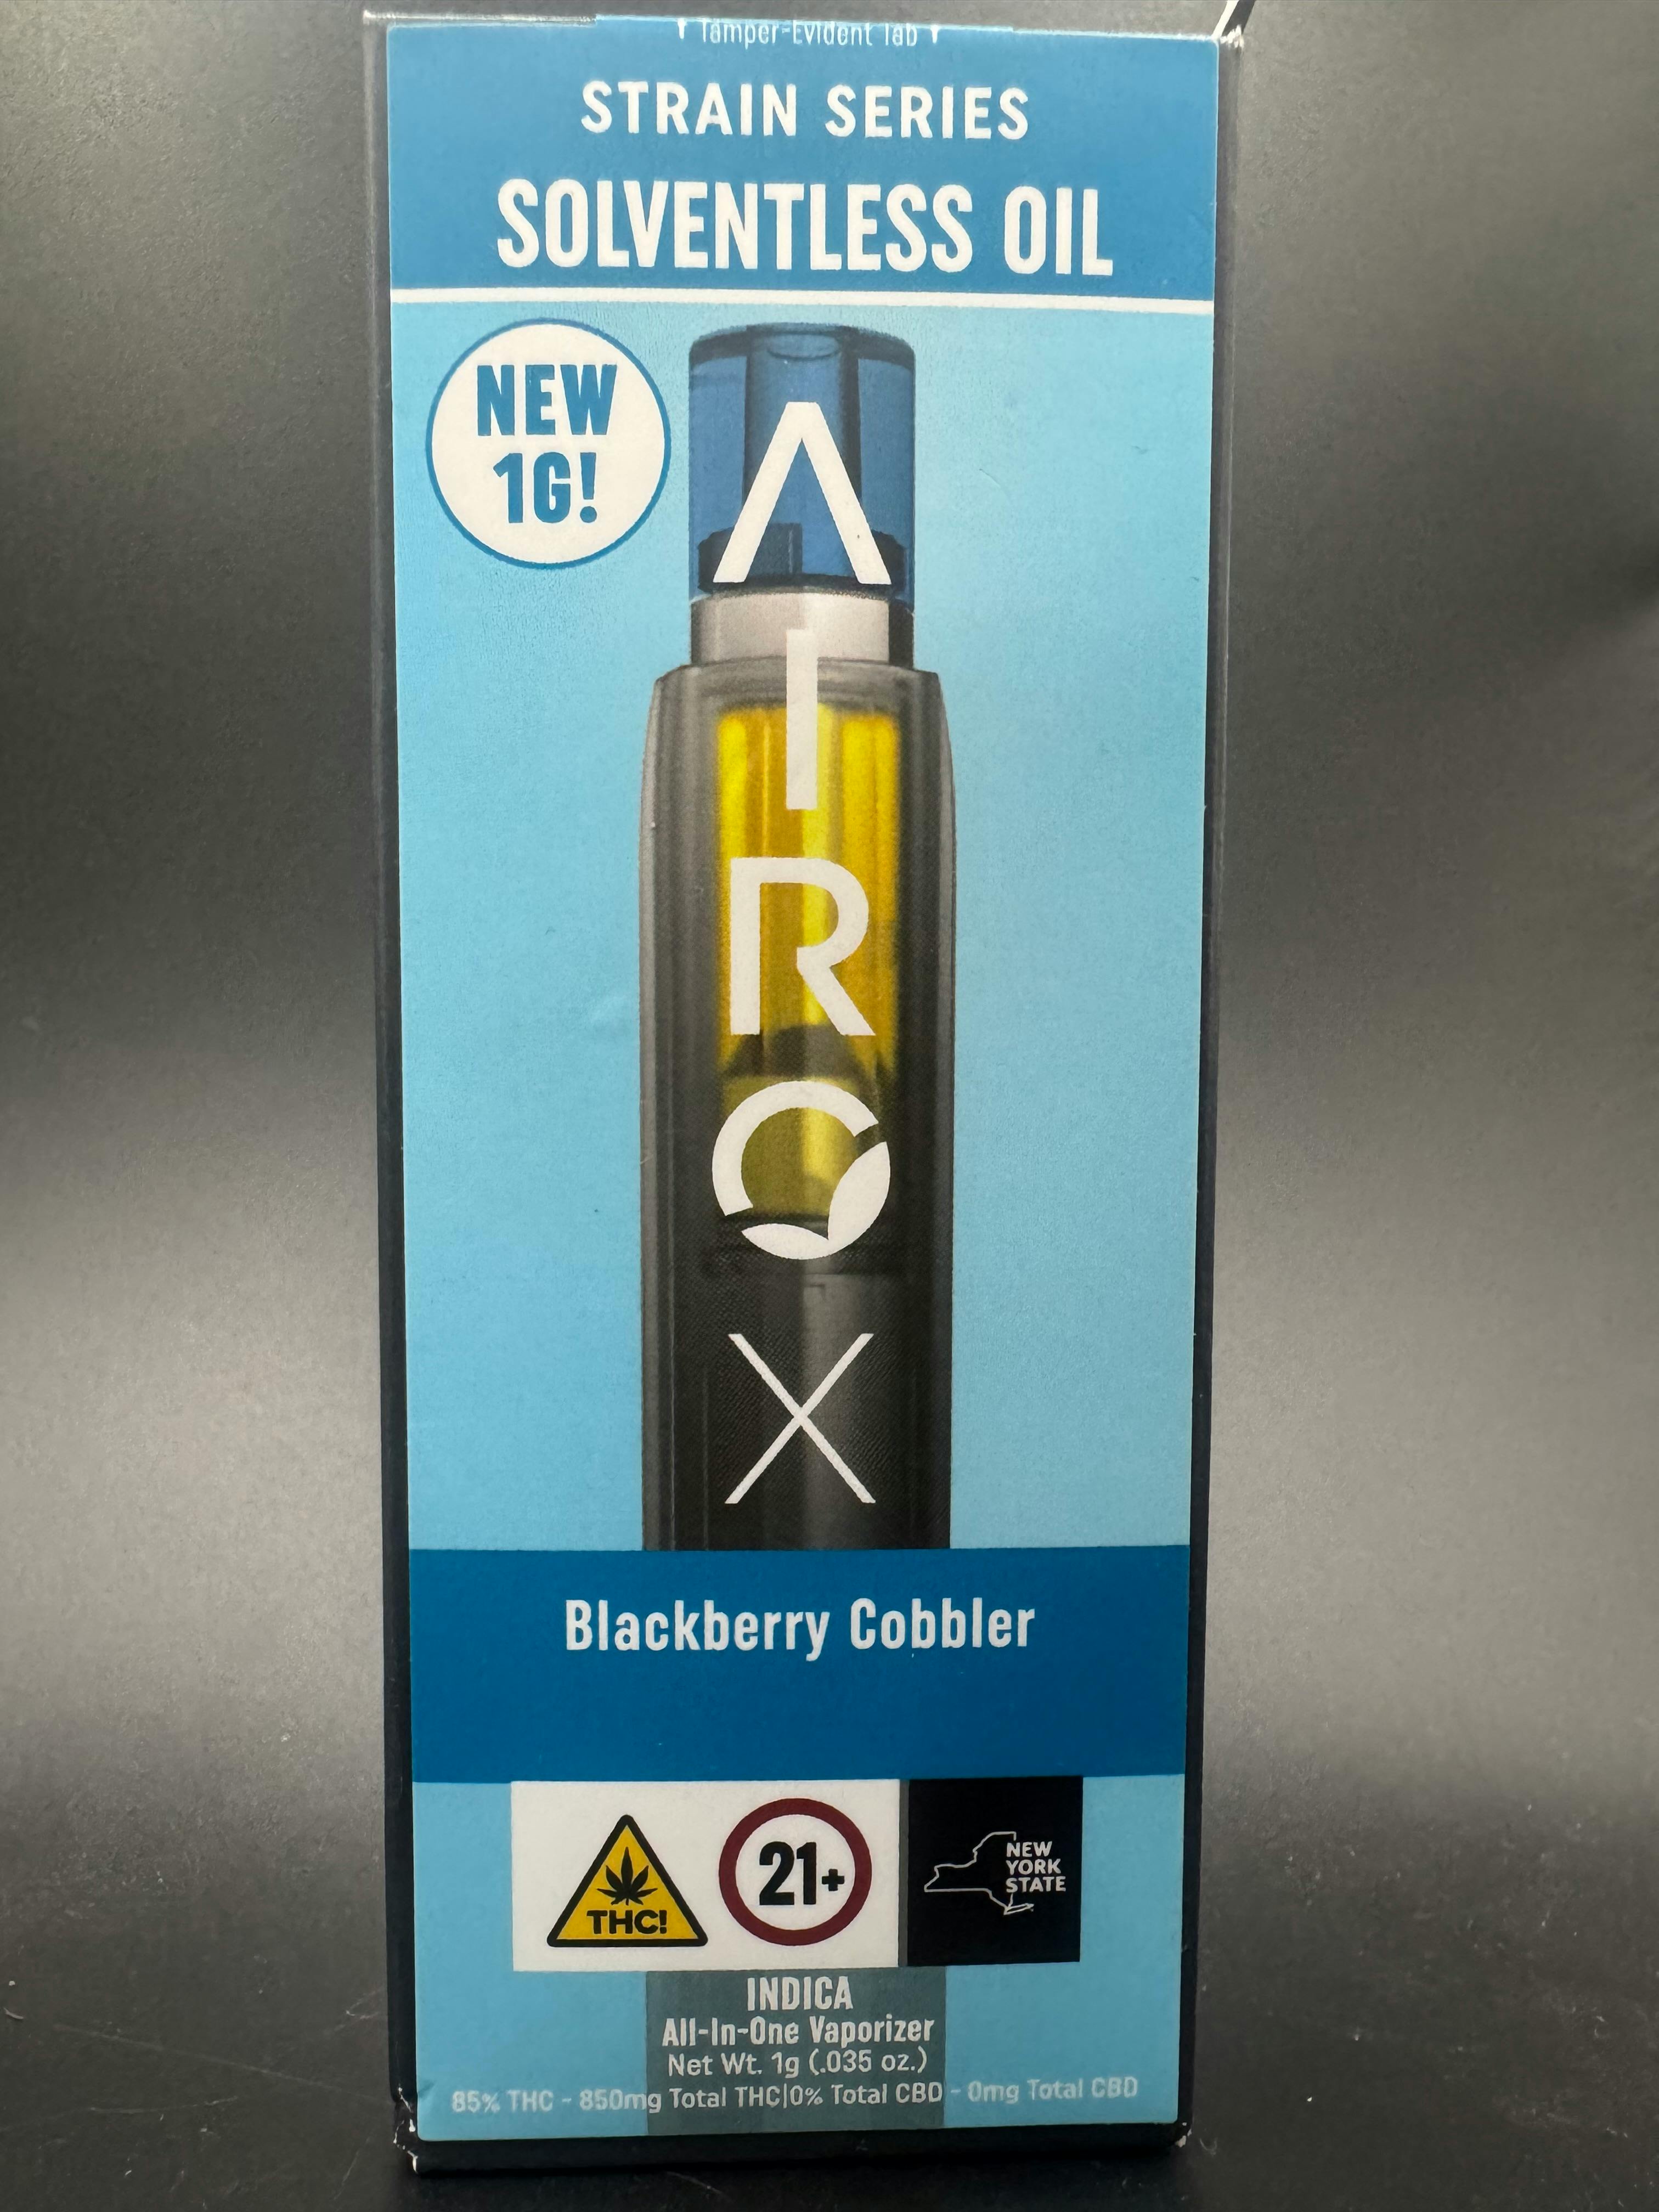 Tamper-Evident Tab
STRAIN SERIES
SOLVENTLESS OIL
NEW
1G!
AIRO
X
Blackberry Cobbler
THC!
21+
NEW
YORK
STATE
INDICA
All-In-One Vaporizer
Net Wt. 1g (.035 oz.)
85% THC - 850mg Total THC|0% Total CBD - 0mg Total CBD